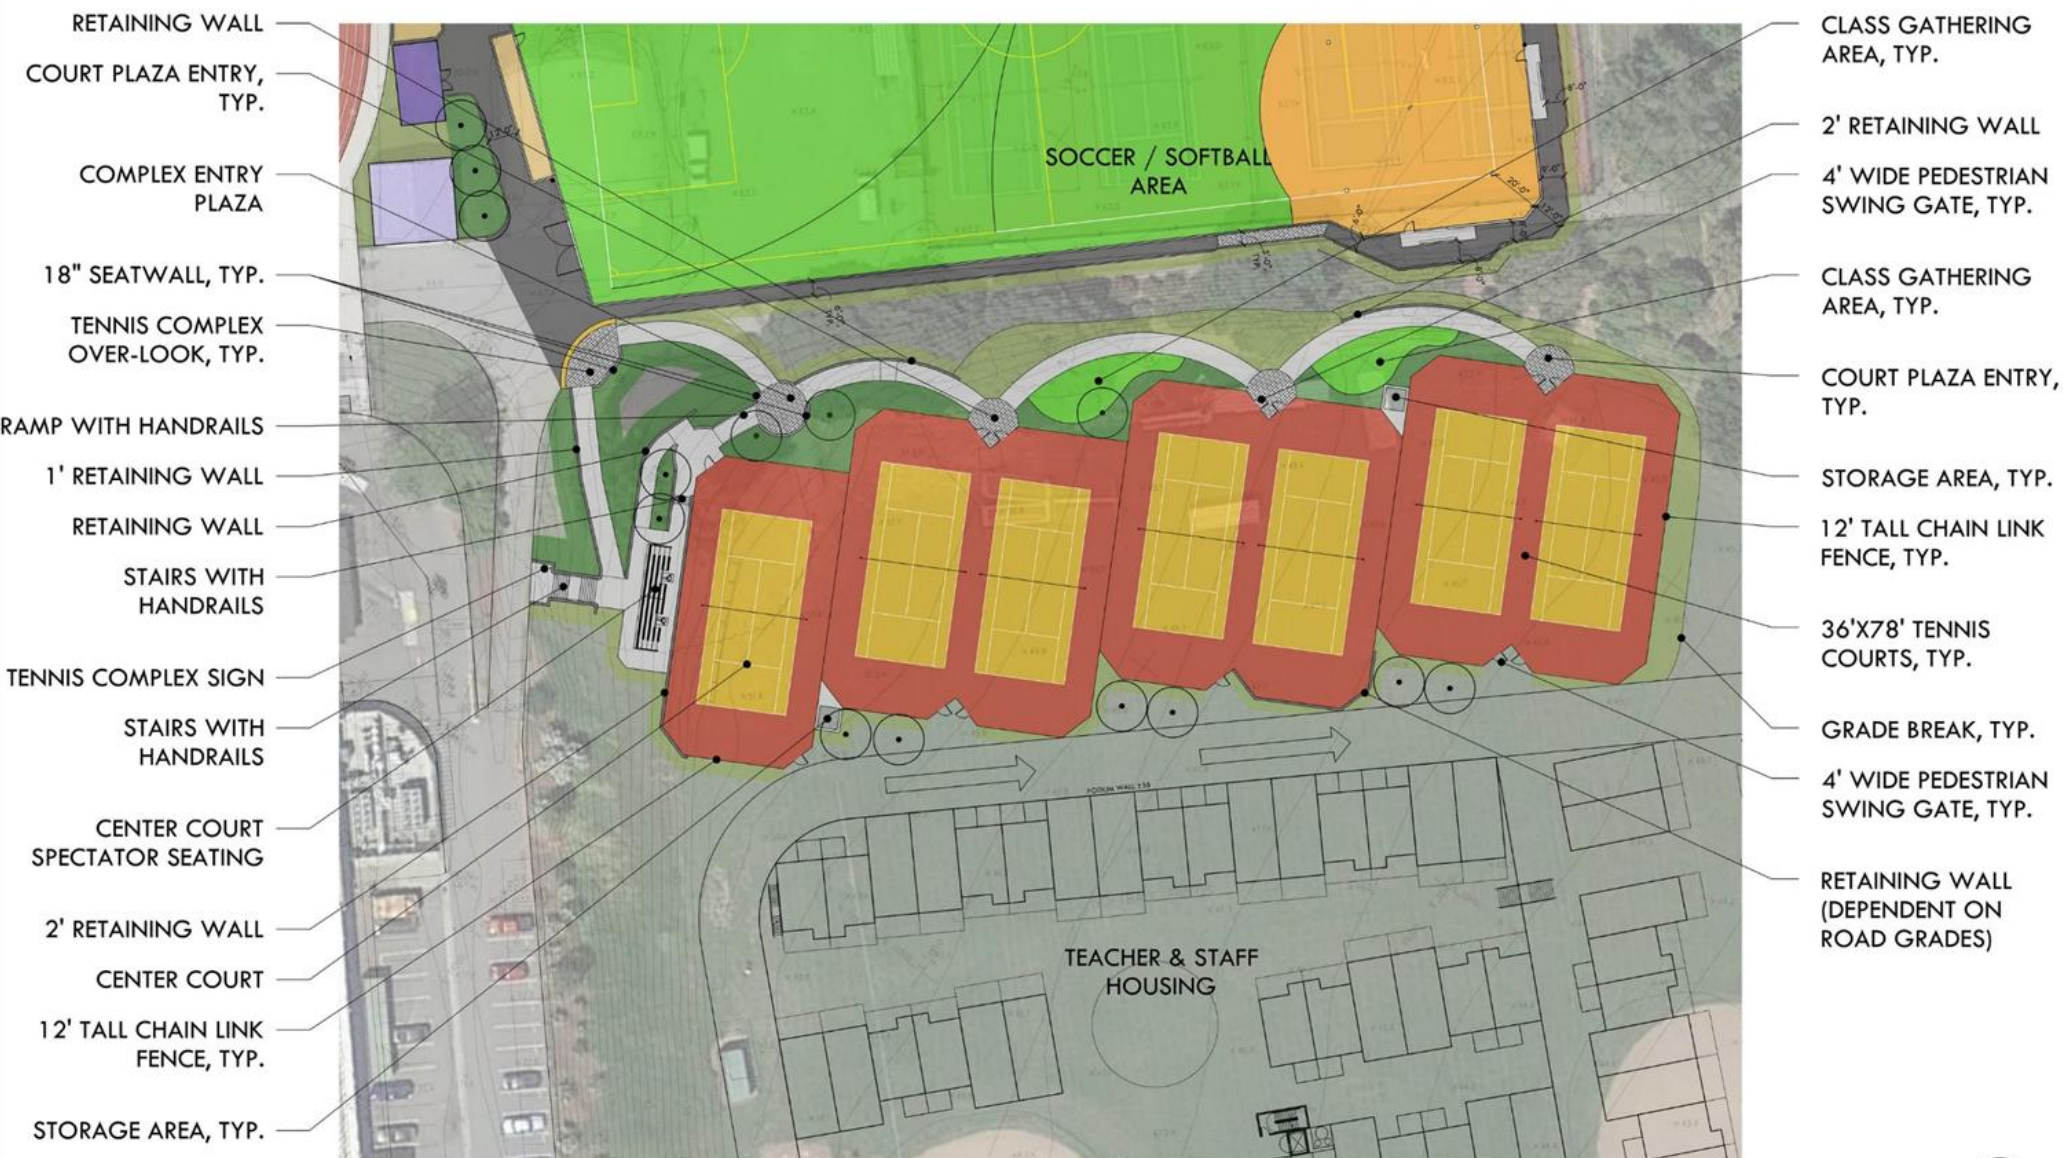 RETAINING WALL
COURT PLAZA ENTRY,
TYP.
COMPLEX ENTRY
PLAZA
18" SEATWALL, TYP.
TENNIS COMPLEX
OVER-LOOK, TYP.
RAMP WITH HANDRAILS
1' RETAINING WALL
RETAINING WALL
STAIRS WITH
HANDRAILS
TENNIS COMPLEX SIGN
STAIRS WITH
HANDRAILS
CENTER COURT
SPECTATOR SEATING
2' RETAINING WALL
CENTER COURT
12' TALL CHAIN LINK
FENCE, TYP.
STORAGE AREA, TYP.
SOCCER / SOFTBALL
AREA
TEACHER & STAFF
HOUSING
CLASS GATHERING
AREA, TYP.
2' RETAINING WALL
4' WIDE PEDESTRIAN
SWING GATE, TYP.
CLASS GATHERING
AREA, TYP.
COURT PLAZA ENTRY,
TYP.
STORAGE AREA, TYP.
12' TALL CHAIN LINK
FENCE, TYP.
36'X78' TENNIS
COURTS, TYP.
GRADE BREAK, TYP.
4' WIDE PEDESTRIAN
SWING GATE, TYP.
RETAINING WALL
(DEPENDENT ON
ROAD GRADES)